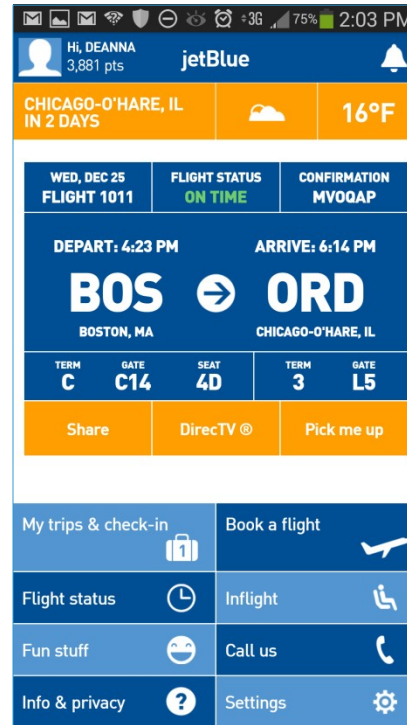 3G 75% 2:03 PM
Hi, DEANNA
3,881 pts
jetBlue
CHICAGO-O'HARE, IL
IN 2 DAYS
16°F
WED, DEC 25
FLIGHT 1011
FLIGHT STATUS
ON TIME
CONFIRMATION
MVOQAP
DEPART: 4:23 PM
ARRIVE: 6:14 PM
BOS
ORD
BOSTON, MA
CHICAGO-O'HARE, IL
TERM
C
GATE
C14
SEAT
4D
TERM
3
GATE
L5
Share
DirecTV ®
Pick me up
My trips & check-in
1
Book a flight
Flight status
Inflight
Fun stuff
Call us
Info & privacy
?
Settings